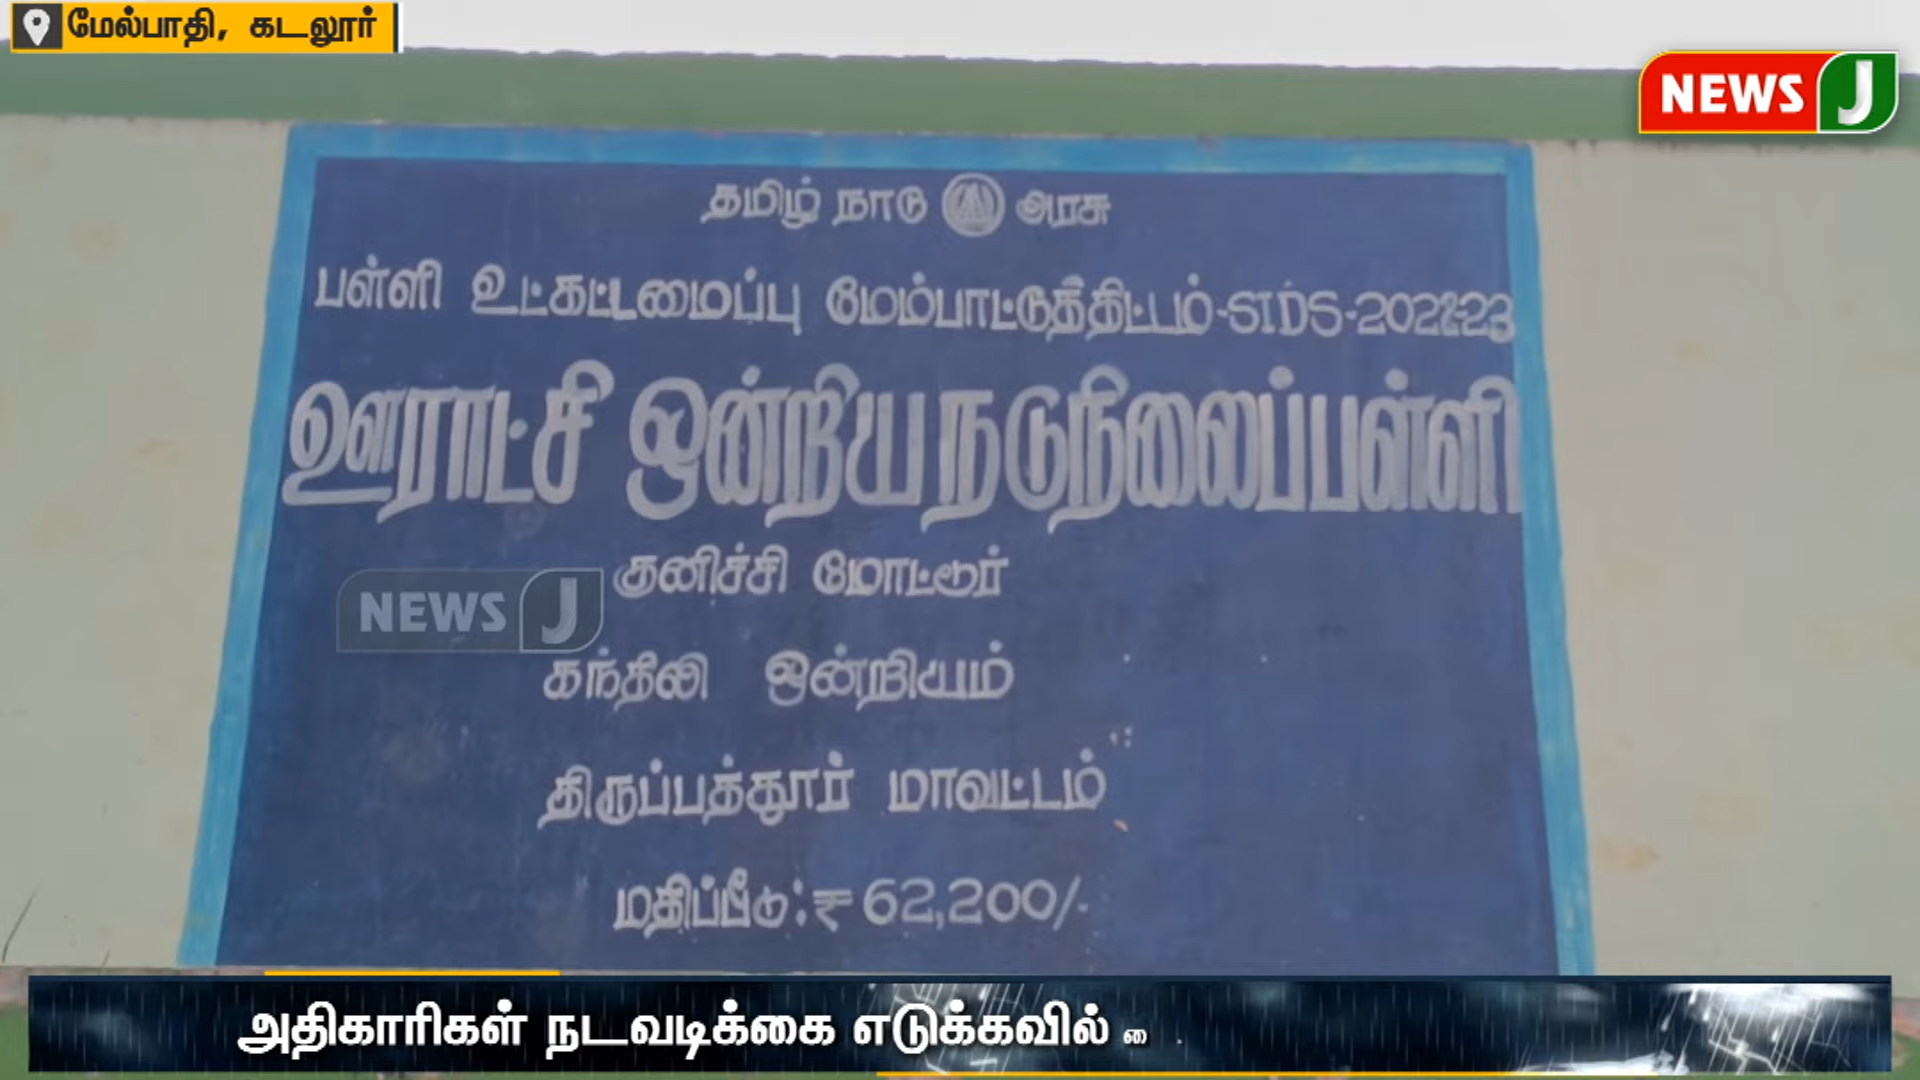 மேல்பாதி, கடலூர்
NEWS J
தமிழ் நாடு அரசு
பள்ளி உட்கட்டமைப்பு மேம்பாட்டுத்திட்டம்-SIDS-2022-23
ஊராட்சி ஒன்றிய நடுநிலைப்பள்ளி
குனிச்சி மோட்டூர்
NEWS J
கந்திலி ஒன்றியம்
திருப்பத்தூர் மாவட்டம்
மதிப்பீடு: ₹ 62,200/-
அதிகாரிகள் நடவடிக்கை எடுக்கவில்